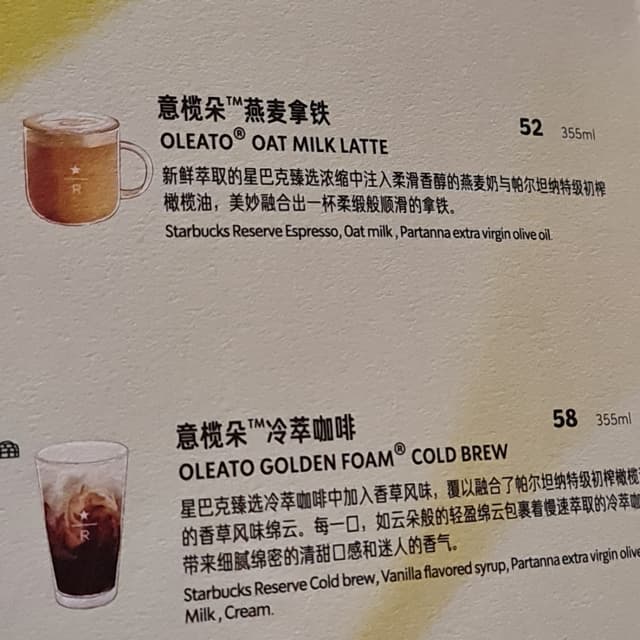 意榄朵™燕麦拿铁
OLEATO® OAT MILK LATTE
52 355ml
新鲜萃取的星巴克臻选浓缩中注入柔滑香醇的燕麦奶与帕尔坦纳特级初榨
橄榄油，美妙融合出一杯柔缎般顺滑的拿铁。
Starbucks Reserve Espresso, Oat milk , Partanna extra virgin olive oil.
R
意榄朵™冷萃咖啡
OLEATO GOLDEN FOAM® COLD BREW
58 355ml
星巴克臻选冷萃咖啡中加入香草风味，覆以融合了帕尔坦纳特级初榨橄榄
的香草风味绵云。每一口，如云朵般的轻盈绵云包裹着慢速萃取的冷萃咖
带来细腻绵密的清甜口感和迷人的香气。
Starbucks Reserve Cold brew, Vanilla flavored syrup, Partanna extra virgin olive
Milk , Cream.
R